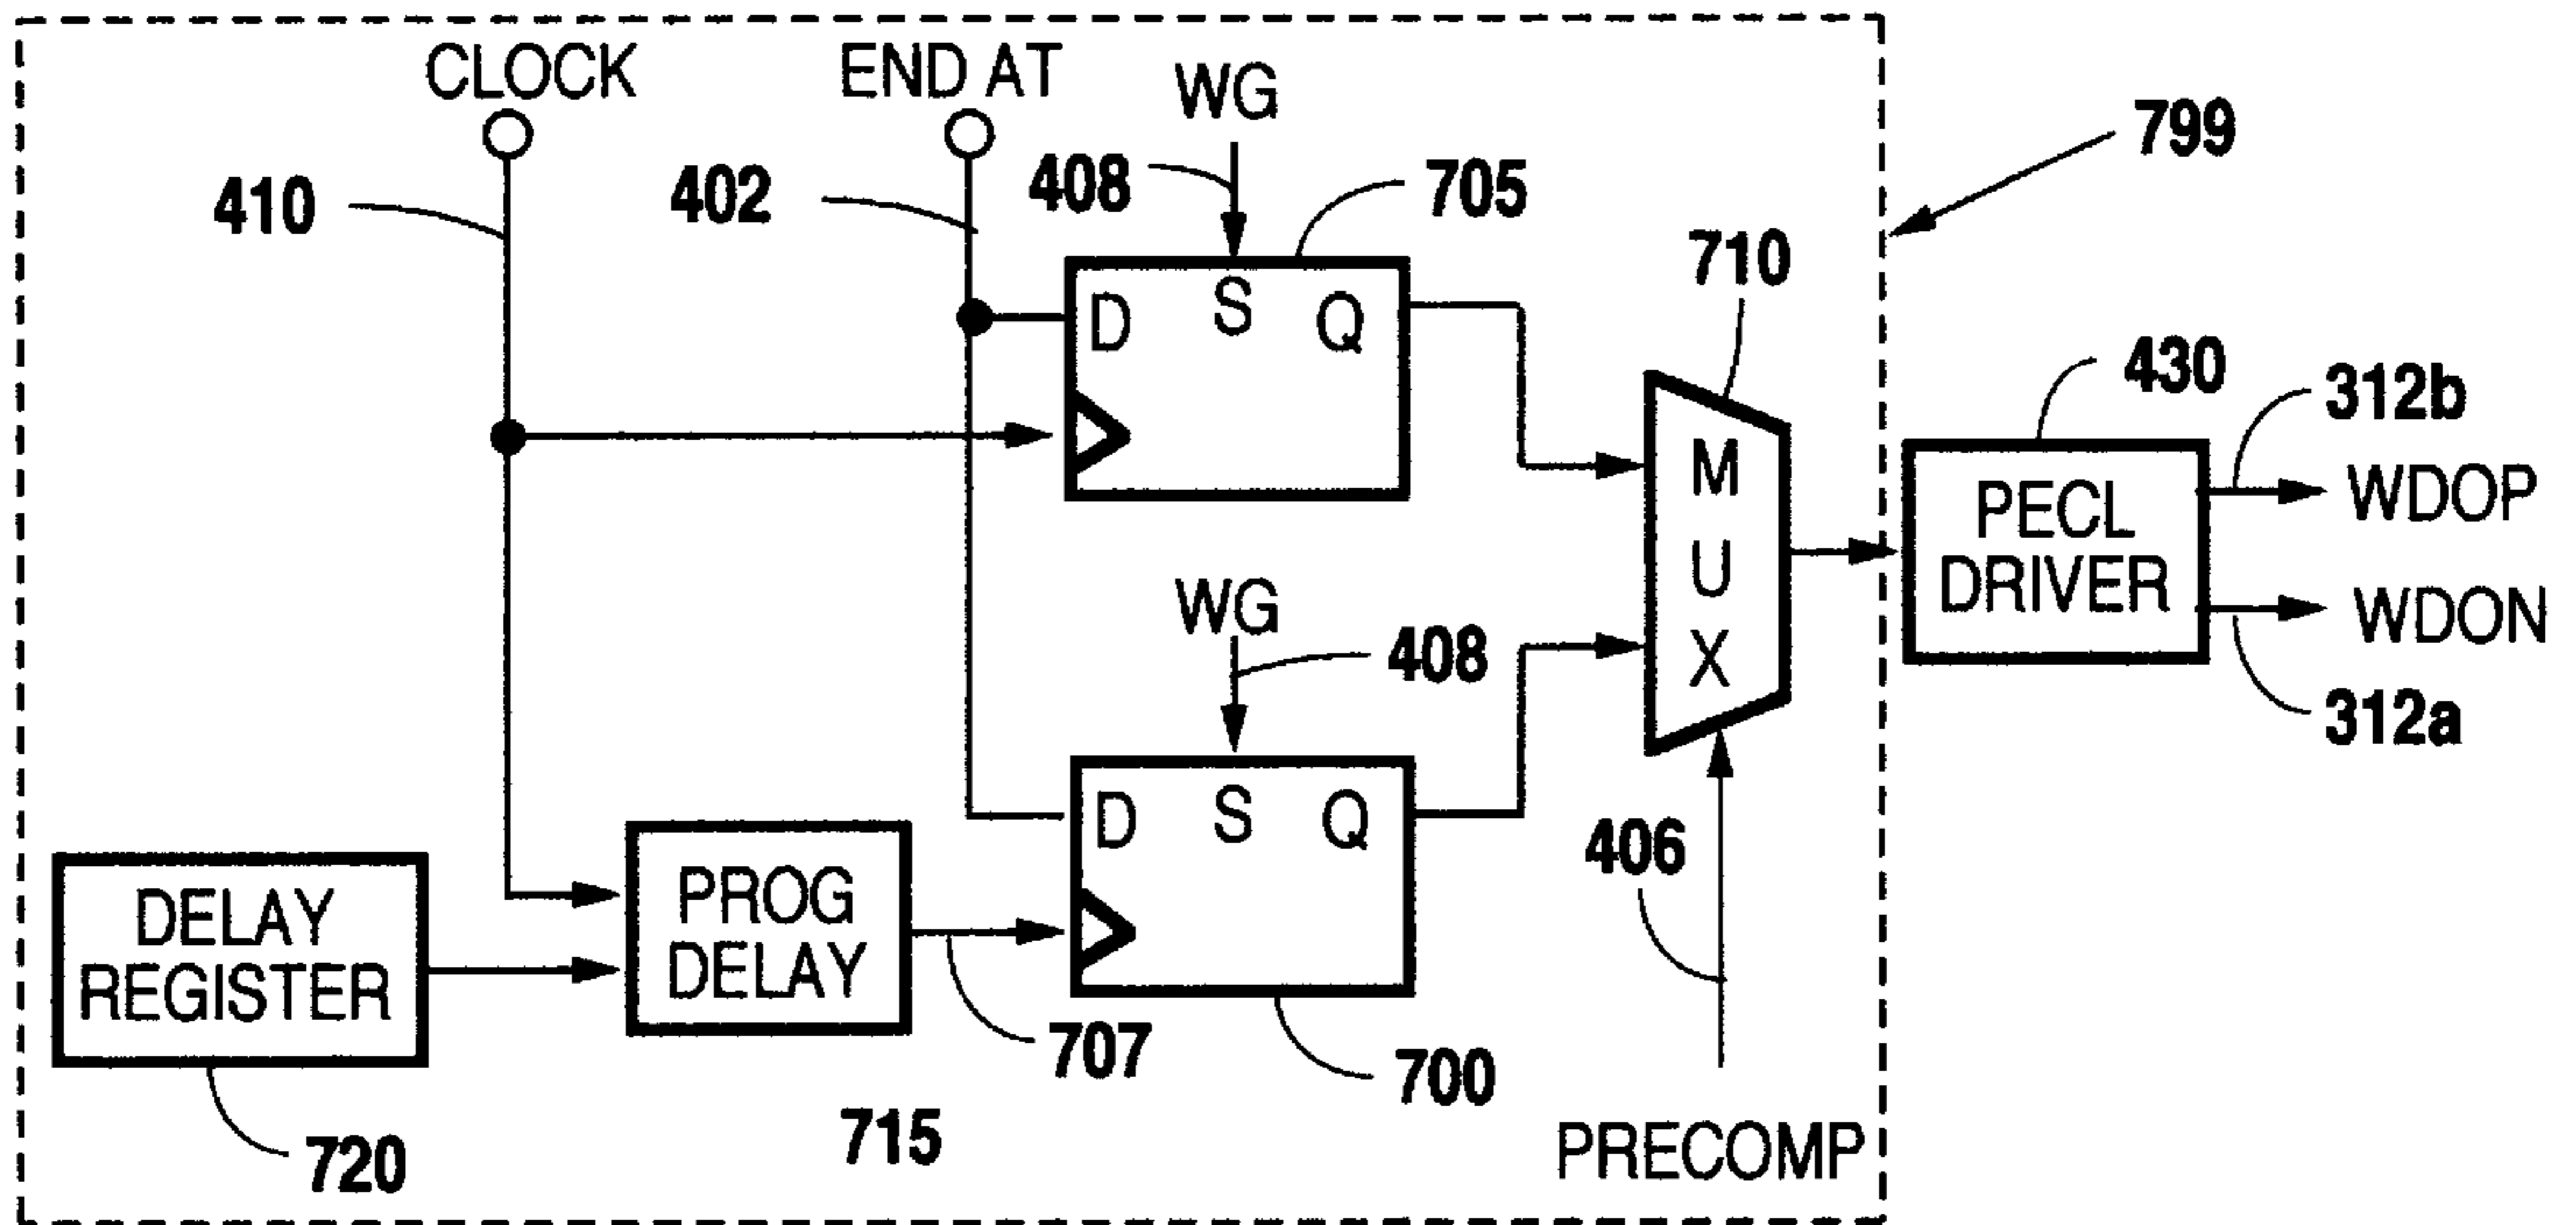 CLOCK
END AT
WG
799
410
402
408
705
710
D
S
Q
430
312b
M
U
X
PECL
DRIVER
WDOP
WDON
312a
WG
408
D
S
Q
406
DELAY
REGISTER
PROG
DELAY
707
700
715
720
PRECOMP